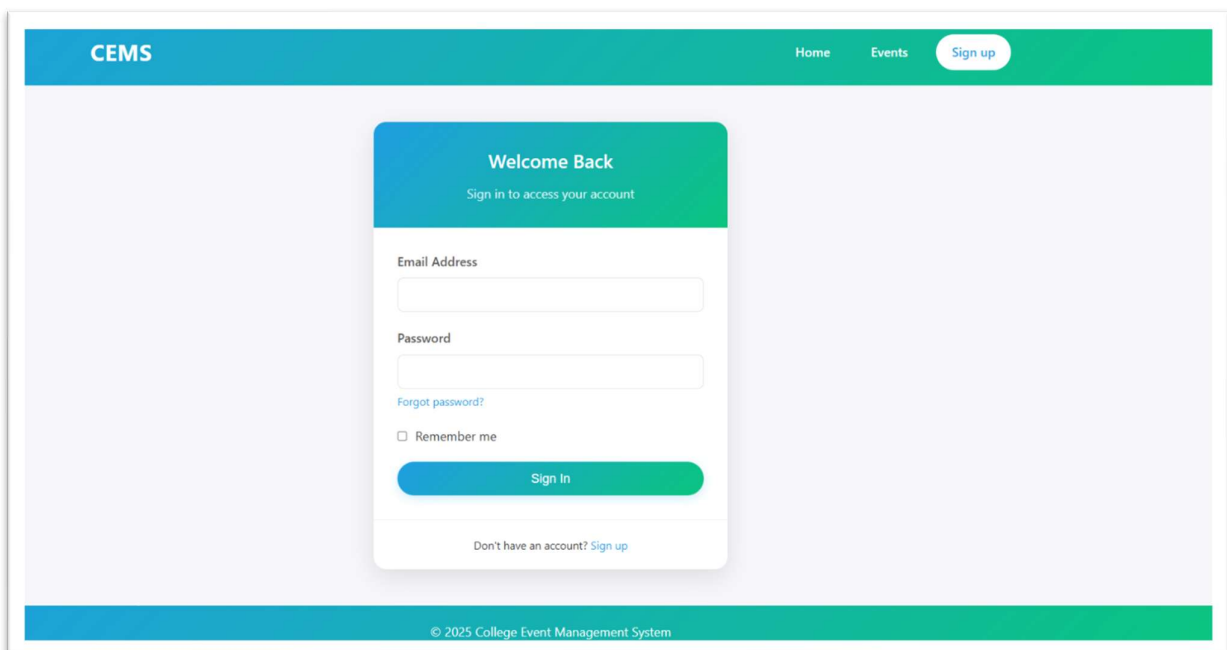 CEMS Home Events Sign up
Welcome Back
Sign in to access your account
Email Address
Password
Forgot password?
Remember me
Sign In
Don't have an account? Sign up
© 2025 College Event Management System